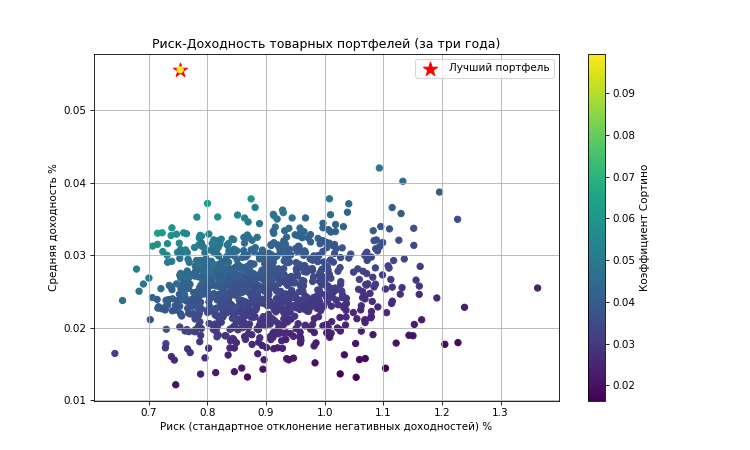 Риск-Доходность товарных портфелей (за три года)
Лучший портфель
Средняя доходность %
0.05
0.04
0.03
0.02
0.01
0.7 0.8 0.9 1.0 1.1 1.2 1.3
Риск (стандартное отклонение негативных доходностей) %
0.09
0.08
0.07
0.06
0.05
0.04
0.03
0.02
Коэффициент Сортино